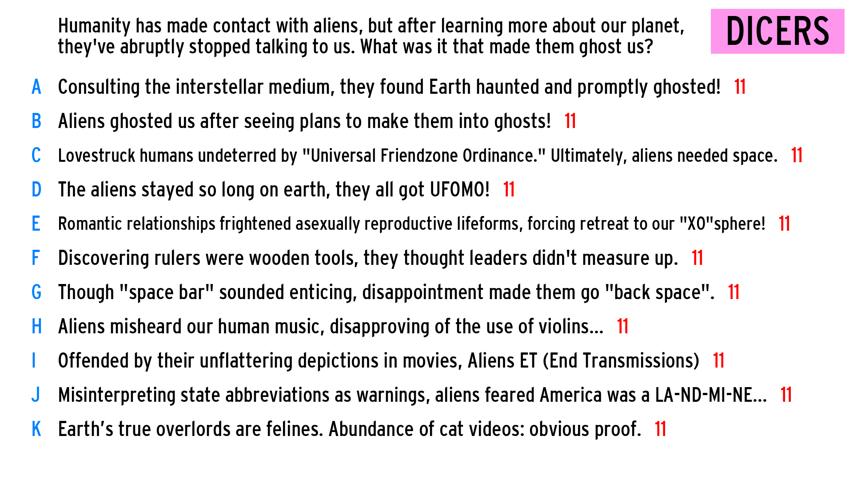 Humanity has made contact with aliens, but after learning more about our planet,
they've abruptly stopped talking to us. What was it that made them ghost us?
DICERS
A Consulting the interstellar medium, they found Earth haunted and promptly ghosted! 11
B Aliens ghosted us after seeing plans to make them into ghosts! 11
C Lovestruck humans undeterred by "Universal Friendzone Ordinance." Ultimately, aliens needed space. 11
D The aliens stayed so long on earth, they all got UFOMO! 11
E Romantic relationships frightened asexually reproductive lifeforms, forcing retreat to our "XO"sphere! 11
F Discovering rulers were wooden tools, they thought leaders didn't measure up. 11
G Though "space bar" sounded enticing, disappointment made them go "back space". 11
H Aliens misheard our human music, disapproving of the use of violins... 11
I Offended by their unflattering depictions in movies, Aliens ET (End Transmissions) 11
J Misinterpreting state abbreviations as warnings, aliens feared America was a LA-ND-MI-NE... 11
K Earth’s true overlords are felines. Abundance of cat videos: obvious proof. 11